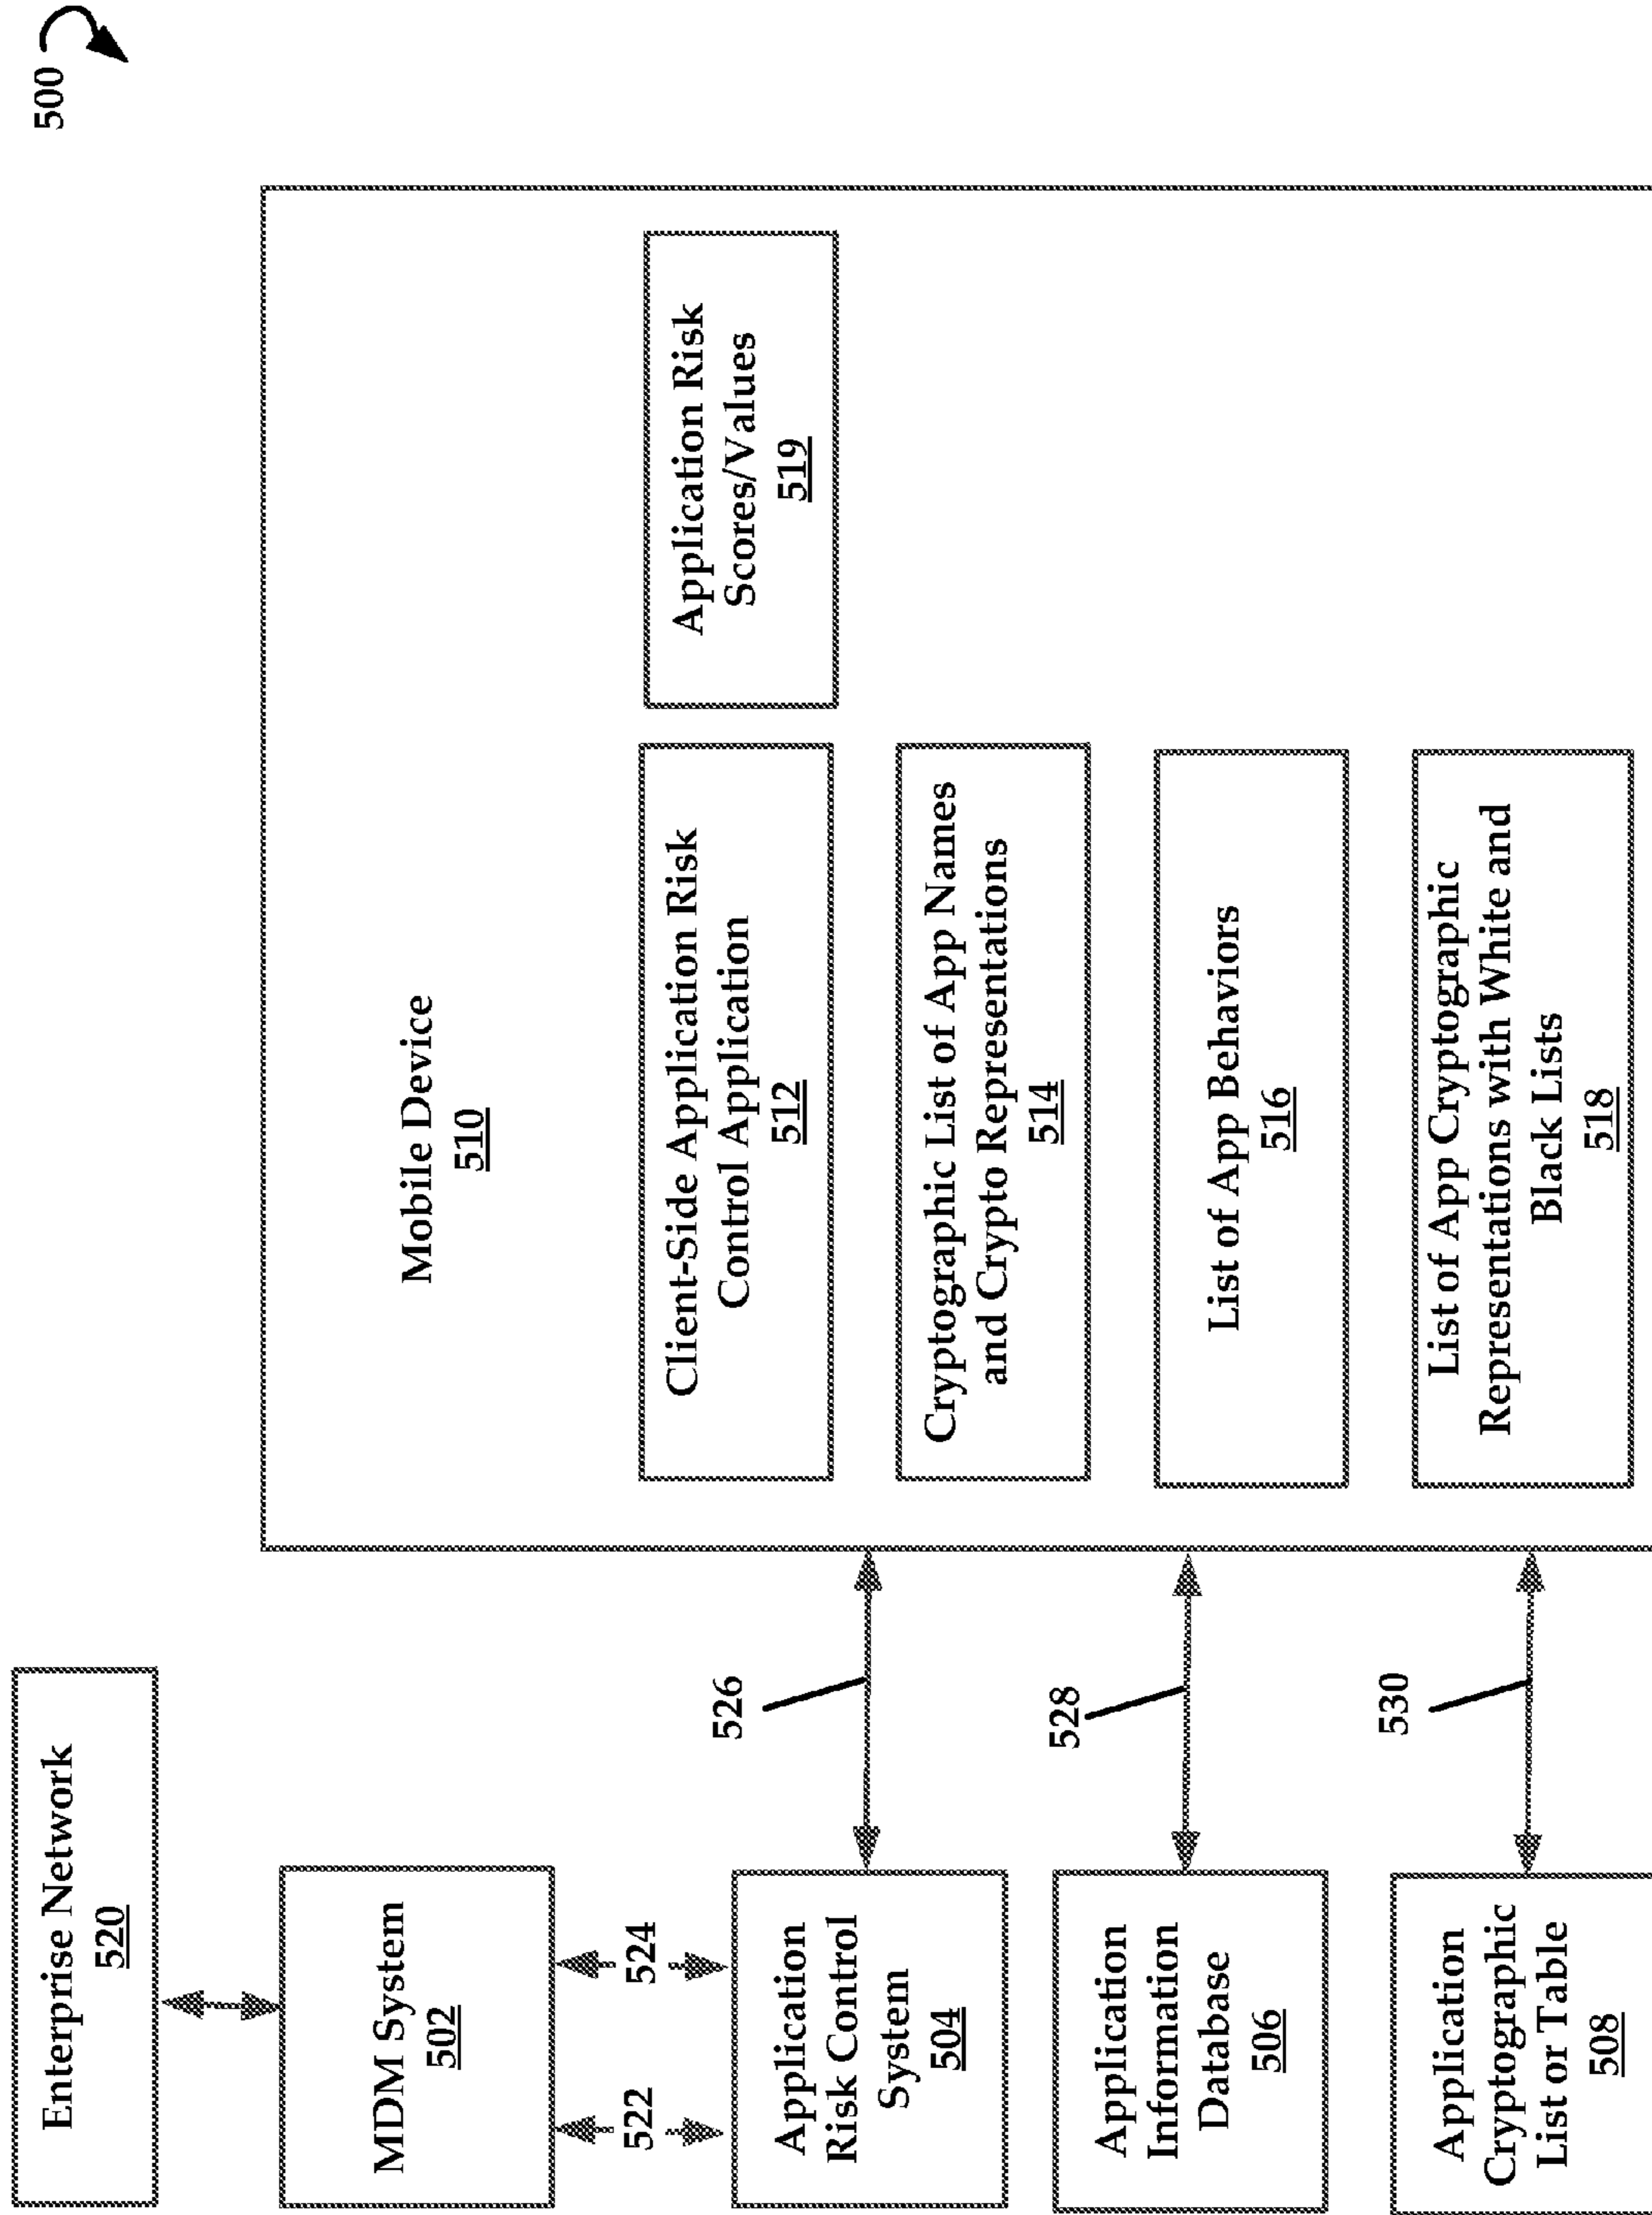 500
Enterprise Network
520
MDM System
502
522
524
Application
Risk Control
System
504
Application
Information
Database
506
Application
Cryptographic
List or Table
508
526
528
530
Mobile Device
510
Client-Side Application Risk
Control Application
512
Application Risk
Scores/Values
519
Cryptographic List of App Names
and Crypto Representations
514
List of App Behaviors
516
List of App Cryptographic
Representations with White and
Black Lists
518